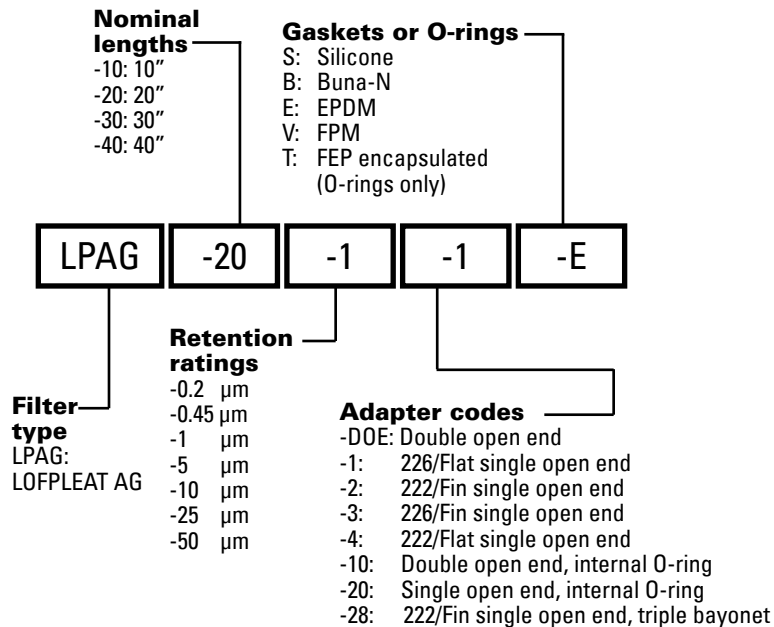 Nominal
lengths
-10: 10”
-20: 20”
-30: 30”
-40: 40”
Gaskets or O-rings
S: Silicone
B: Buna-N
E: EPDM
V: FPM
T: FEP encapsulated
(O-rings only)
LPAG -20 -1 -1 -E
Filter
type
LPAG:
LOFPLEAT AG
Retention
ratings
-0.2 µm
-0.45 µm
-1 µm
-5 µm
-10 µm
-25 µm
-50 µm
Adapter codes
-DOE: Double open end
-1: 226/Flat single open end
-2: 222/Fin single open end
-3: 226/Fin single open end
-4: 222/Flat single open end
-10: Double open end, internal O-ring
-20: Single open end, internal O-ring
-28: 222/Fin single open end, triple bayonet